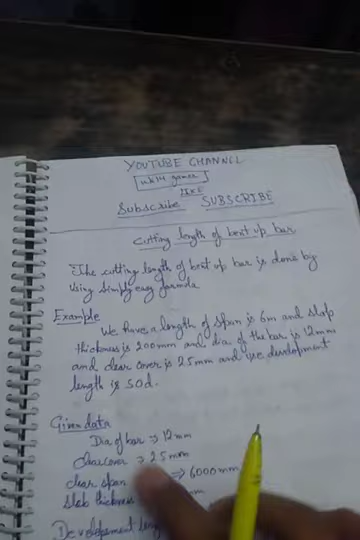 YOUTUBE CHANNEL
LIKE
Subscribe SUBSCRIBE
Cutting length of bent up bar
The cutting length of bent up bar is done by
using simply easy formula
Example
We have a length of span is 6m and slab
thickness is 200mm and dia. of the bar is 12mm
and clear cover is 25mm and use development
length is 50d.
Given data
Dia of bar ⇒ 12mm
clear cover ⇒ 25mm
clear span ⇒ 6000mm
slab thickness mm
Development